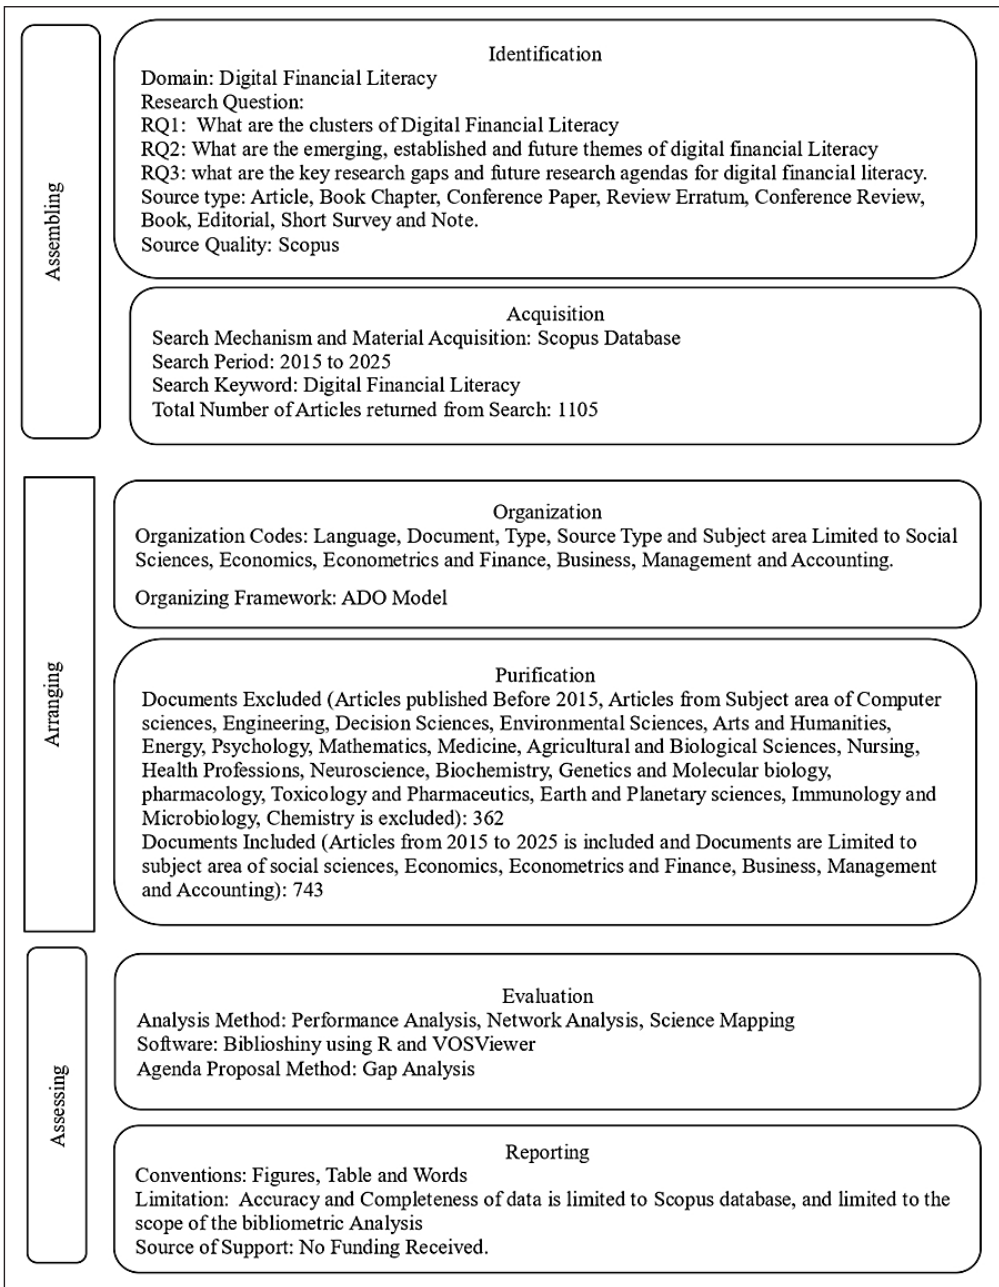 Assembling
Identification
Domain: Digital Financial Literacy
Research Question:
RQ1:  What are the clusters of Digital Financial Literacy
RQ2: What are the emerging, established and future themes of digital financial Literacy
RQ3: what are the key research gaps and future research agendas for digital financial literacy.
Source type: Article, Book Chapter, Conference Paper, Review Erratum, Conference Review,
Book, Editorial, Short Survey and Note.
Source Quality: Scopus
Acquisition
Search Mechanism and Material Acquisition: Scopus Database
Search Period: 2015 to 2025
Search Keyword: Digital Financial Literacy
Total Number of Articles returned from Search: 1105
Arranging
Organization
Organization Codes: Language, Document, Type, Source Type and Subject area Limited to Social
Sciences, Economics, Econometrics and Finance, Business, Management and Accounting.
Organizing Framework: ADO Model
Purification
Documents Excluded (Articles published Before 2015, Articles from Subject area of Computer
sciences, Engineering, Decision Sciences, Environmental Sciences, Arts and Humanities,
Energy, Psychology, Mathematics, Medicine, Agricultural and Biological Sciences, Nursing,
Health Professions, Neuroscience, Biochemistry, Genetics and Molecular biology,
pharmacology, Toxicology and Pharmaceutics, Earth and Planetary sciences, Immunology and
Microbiology, Chemistry is excluded): 362
Documents Included (Articles from 2015 to 2025 is included and Documents are Limited to
subject area of social sciences, Economics, Econometrics and Finance, Business, Management
and Accounting): 743
Assessing
Evaluation
Analysis Method: Performance Analysis, Network Analysis, Science Mapping
Software: Biblioshiny using R and VOSViewer
Agenda Proposal Method: Gap Analysis
Reporting
Conventions: Figures, Table and Words
Limitation:  Accuracy and Completeness of data is limited to Scopus database, and limited to the
scope of the bibliometric Analysis
Source of Support: No Funding Received.